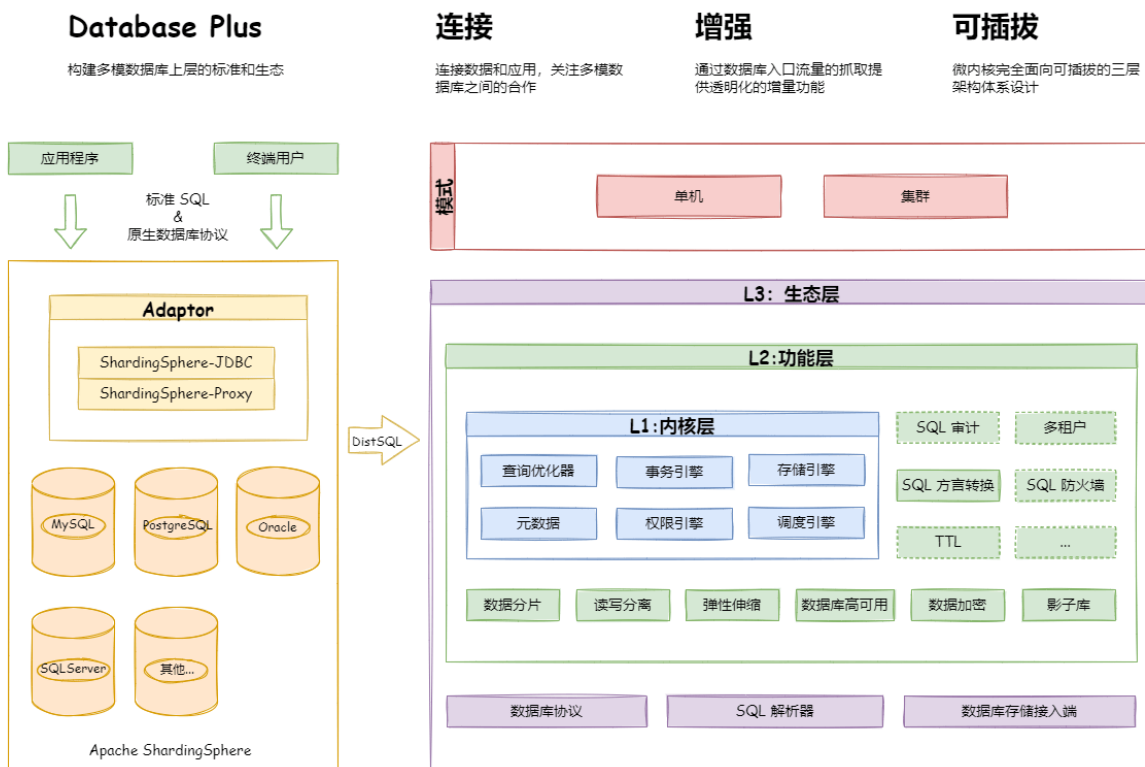 Database Plus
构建多模数据库上层的标准和生态
连接
连接数据和应用，关注多模数
据库之间的合作
增强
通过数据库入口流量的抓取提
供透明化的增量功能
可插拔
微内核完全面向可插拔的三层
架构体系设计
应用程序
终端用户
标准 SQL
&
原生数据库协议
Adaptor
ShardingSphere-JDBC
ShardingSphere-Proxy
MySQL
PostgreSQL
Oracle
SQLServer
其他...
Apache ShardingSphere
DistSQL
模式
单机
集群
L3：生态层
L2:功能层
L1:内核层
查询优化器
事务引擎
存储引擎
元数据
权限引擎
调度引擎
SQL 审计
多租户
SQL 方言转换
SQL 防火墙
TTL
...
数据分片
读写分离
弹性伸缩
数据库高可用
数据加密
影子库
数据库协议
SQL 解析器
数据库存储接入端